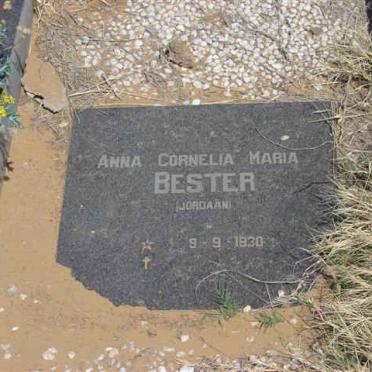 ANNA CORNELIA MARIA
BESTER
(JORDAAN)
☆ 9-9-1930
✝